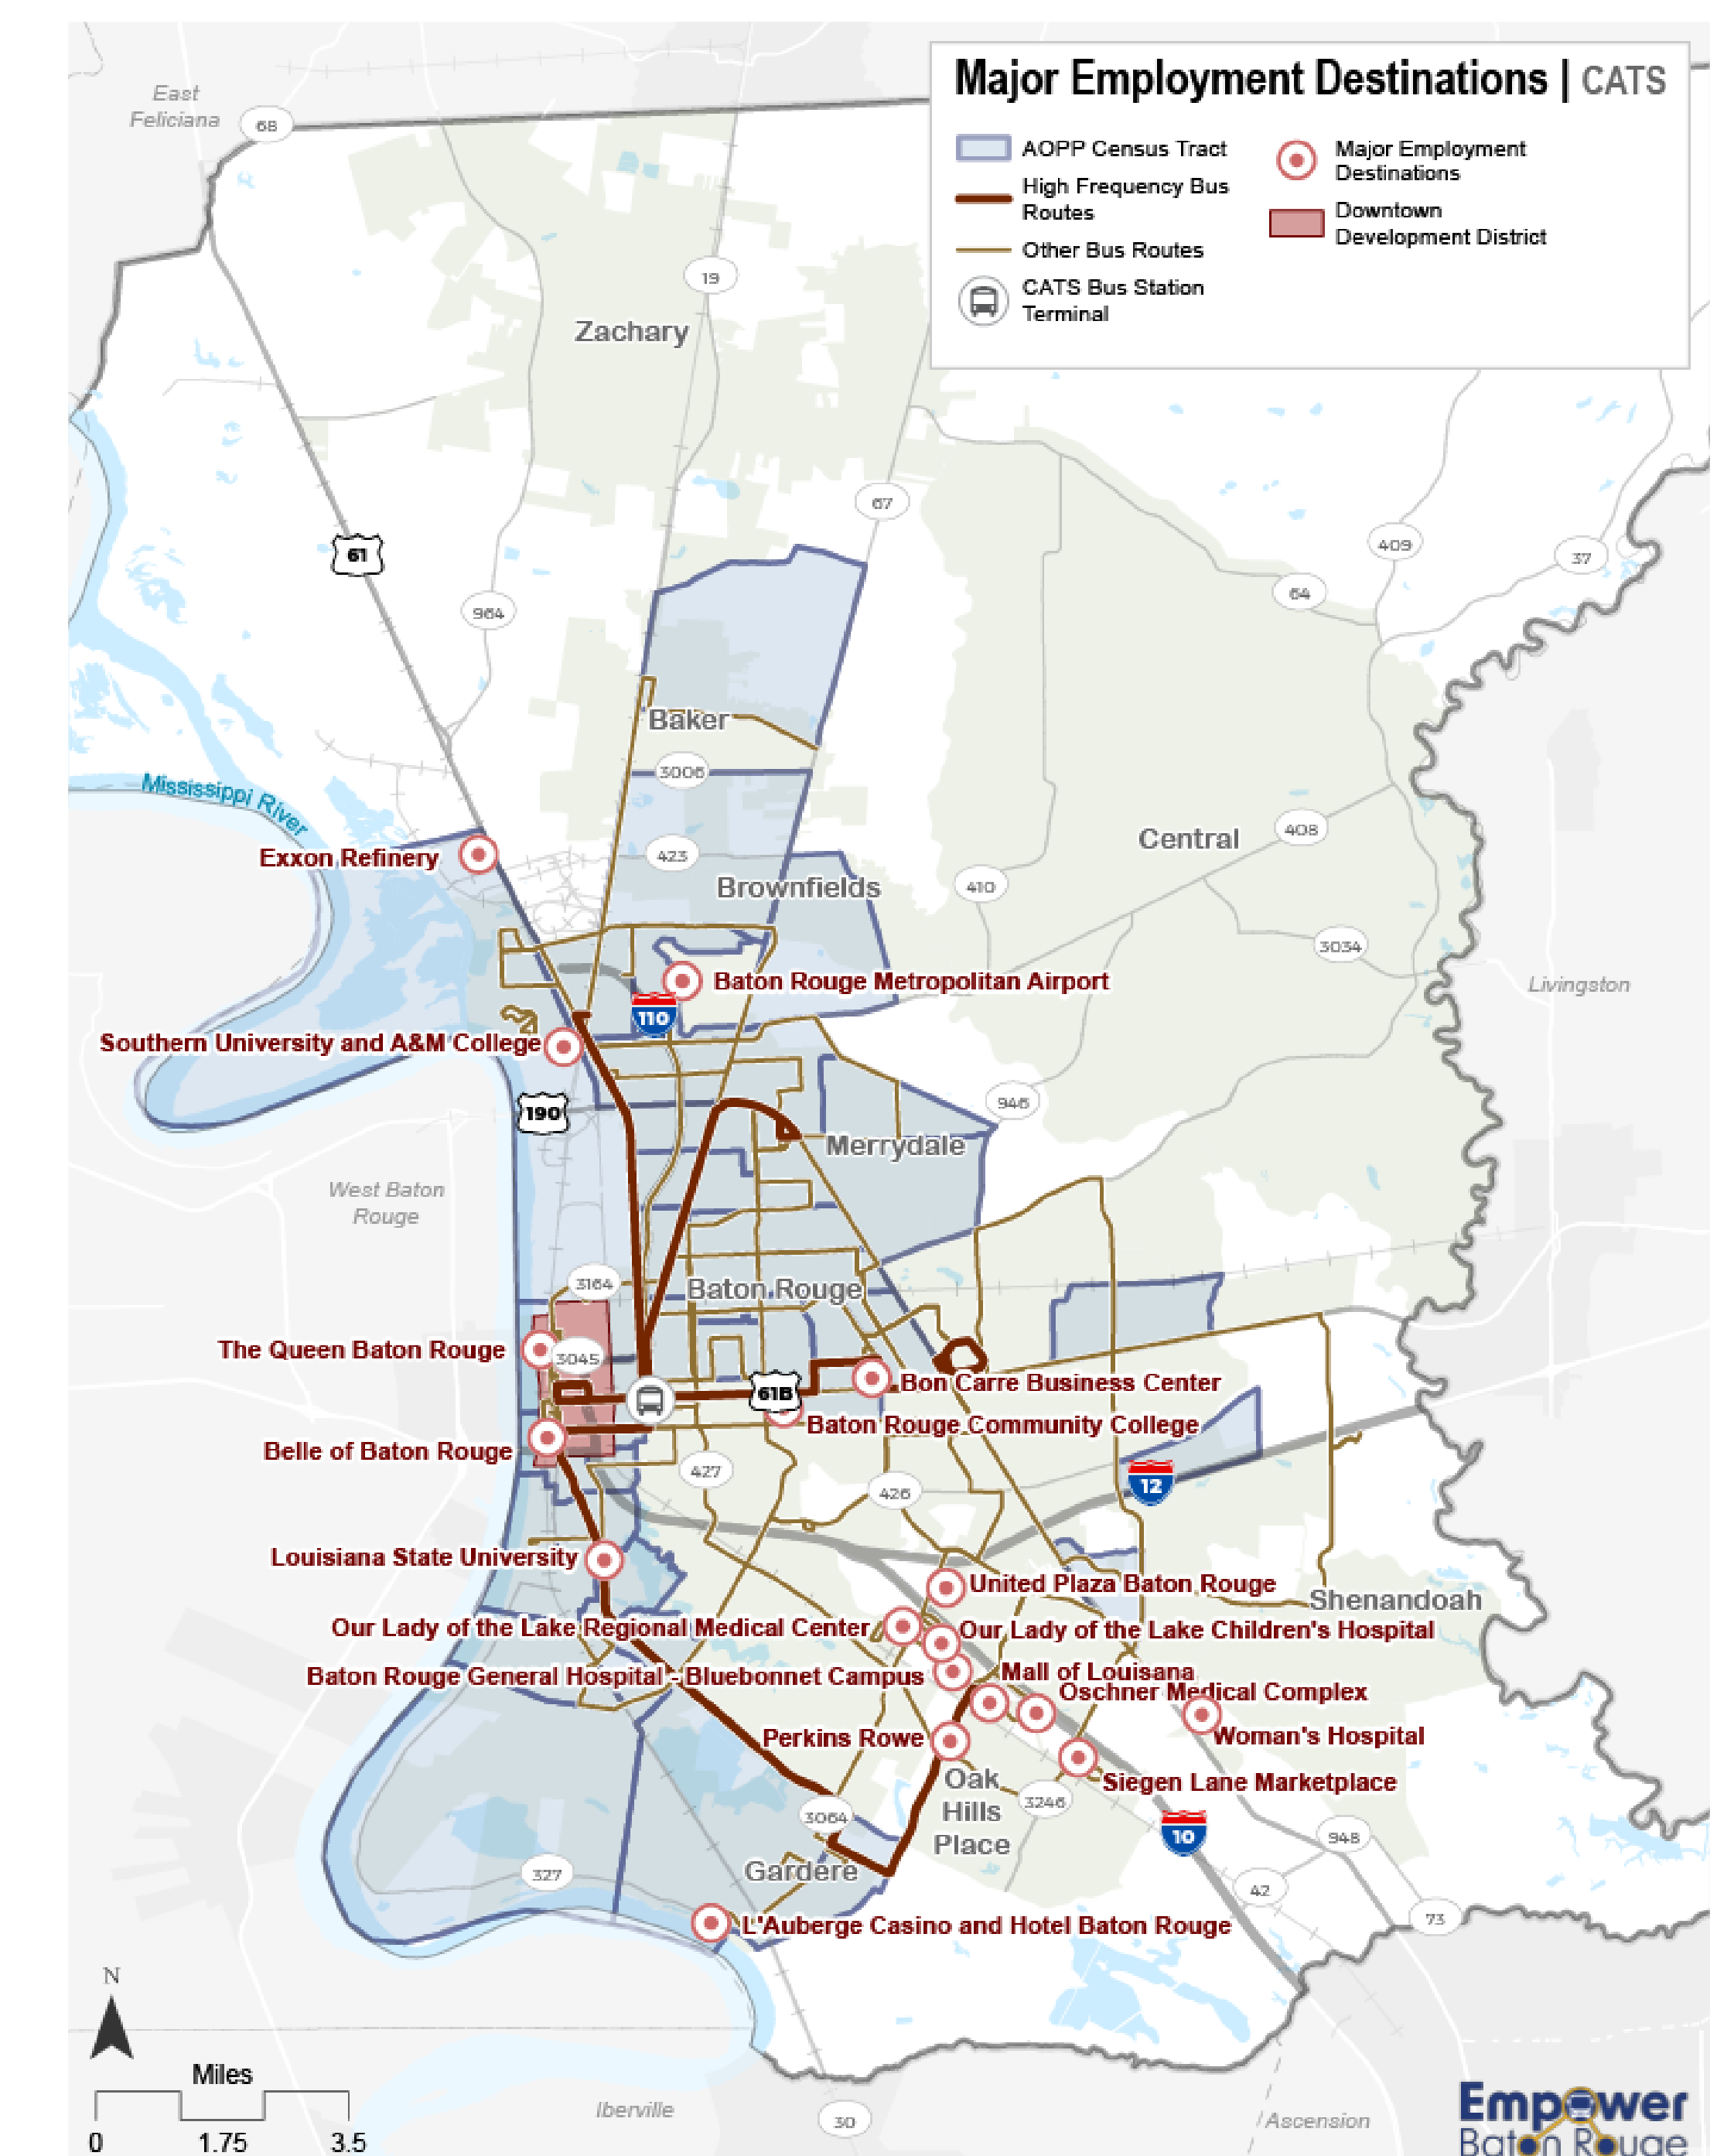 Major Employment Destinations | CATS
AOPP Census Tract
High Frequency Bus
Routes
Other Bus Routes
CATS Bus Station
Terminal
Major Employment
Destinations
Downtown
Development District
East
Feliciana
68
19
Zachary
67
61
409
37
64
964
Baker
3006
Mississippi River
Central
408
Exxon Refinery
423
Brownfields
410
3034
Baton Rouge Metropolitan Airport
Livingston
110
Southern University and A&M College
190
946
Merrydale
West Baton
Rouge
3164
Baton Rouge
The Queen Baton Rouge
3045
61B
Bon Carre Business Center
Baton Rouge Community College
Belle of Baton Rouge
427
426
12
Louisiana State University
United Plaza Baton Rouge
Shenandoah
Our Lady of the Lake Regional Medical Center
Our Lady of the Lake Children's Hospital
Baton Rouge General Hospital - Bluebonnet Campus
Mall of Louisana
Oschner Medical Complex
Perkins Rowe
Woman's Hospital
Oak
Hills
Place
Siegen Lane Marketplace
3246
3064
10
948
Gardere
327
42
73
L'Auberge Casino and Hotel Baton Rouge
N
Miles
0 1.75 3.5
Iberville
30
Ascension
Empower
Baton Rouge